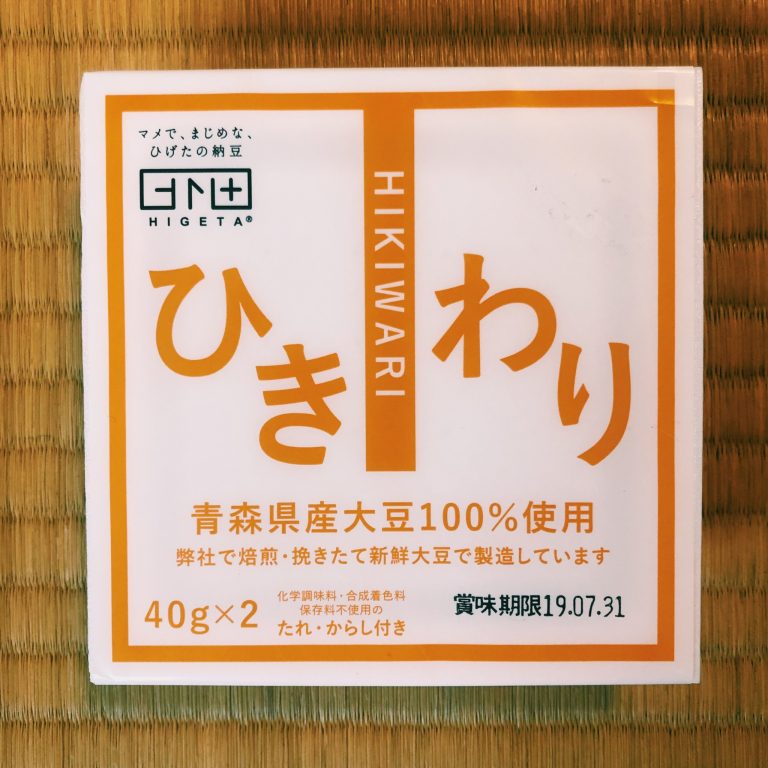 マメで、まじめな、
ひげたの納豆
HIGETA®
HIKIWARI
ひきわり
青森県産大豆100%使用
弊社で焙煎・挽きたて新鮮大豆で製造しています
40g×2
化学調味料・合成着色料
保存料不使用の
たれ・からし付き
賞味期限19.07.31